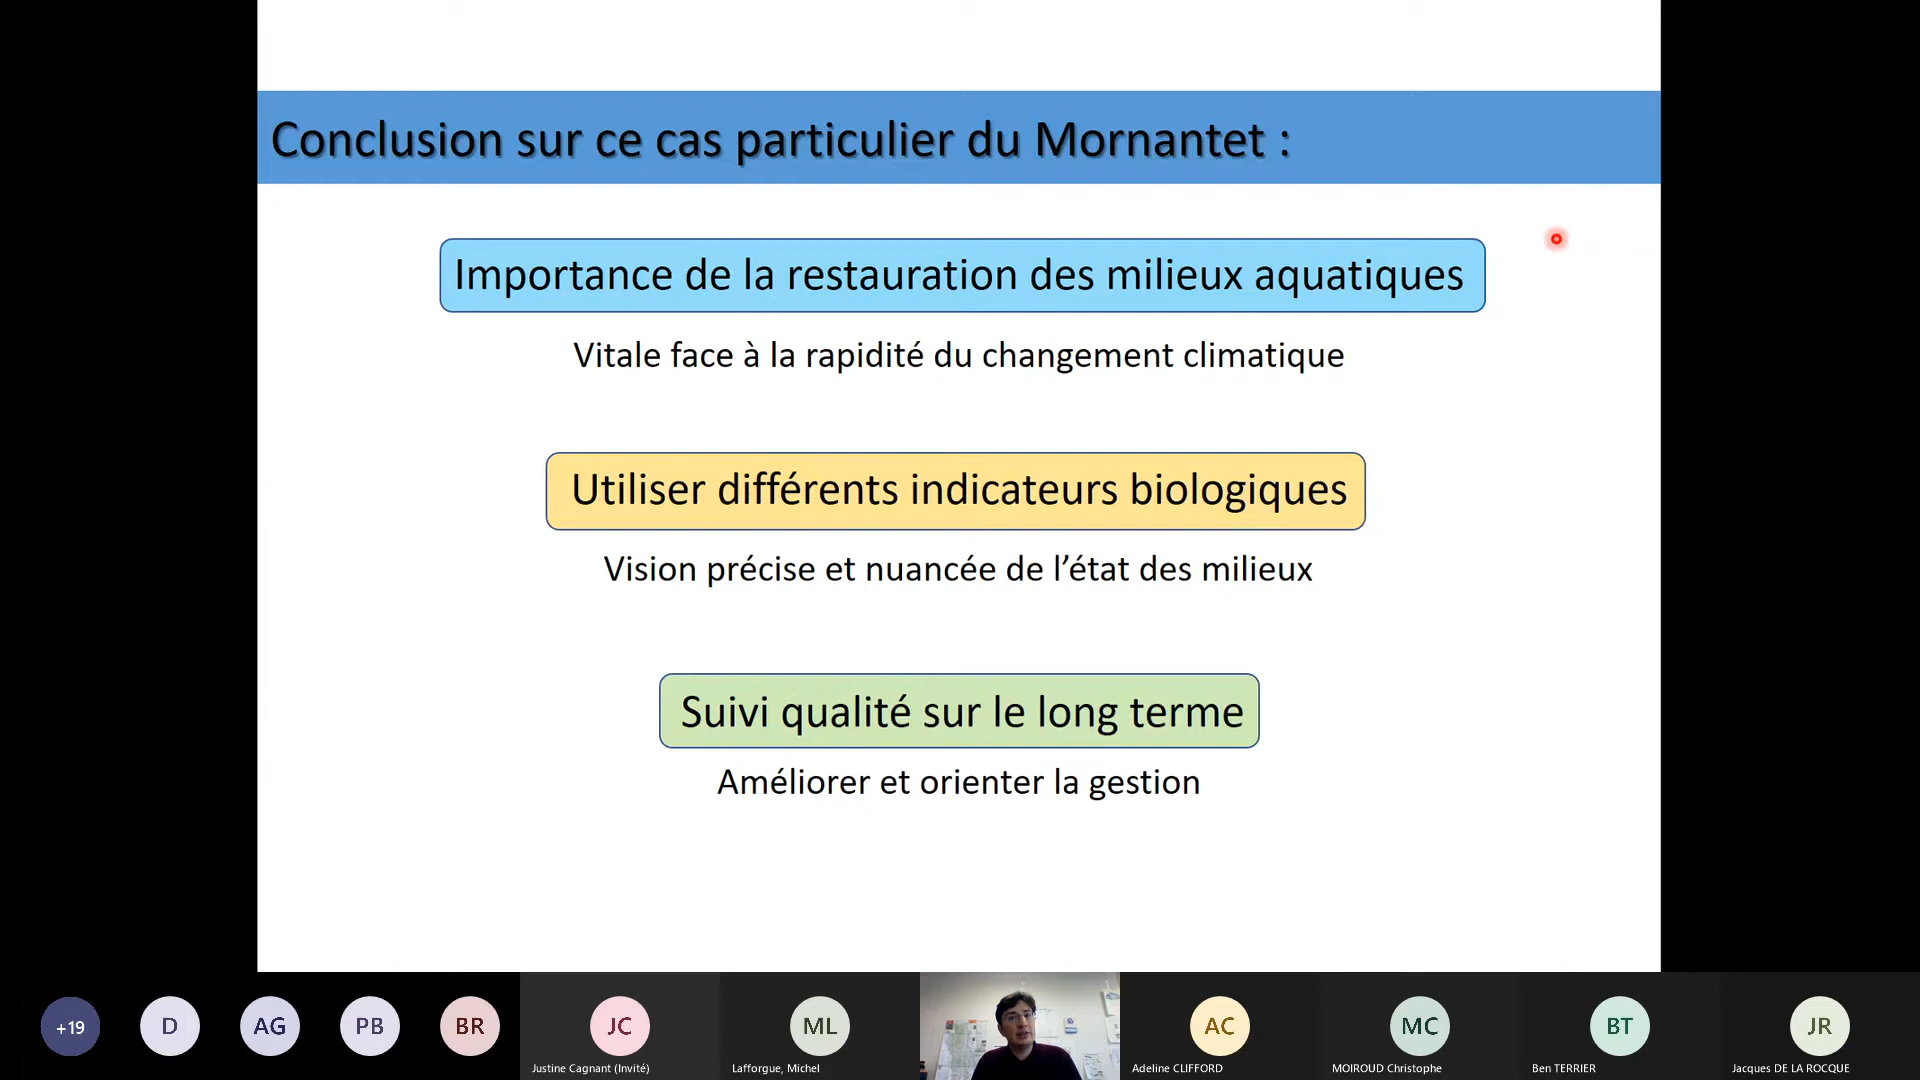 Conclusion sur ce cas particulier du Mornantet :
Importance de la restauration des milieux aquatiques
Vitale face à la rapidité du changement climatique
Utiliser différents indicateurs biologiques
Vision précise et nuancée de l’état des milieux
Suivi qualité sur le long terme
Améliorer et orienter la gestion
+19
D
AG
PB
BR
JC
ML
AC
MC
BT
JR
Justine Cagnant (Invité)
Lafforgue, Michel
Adeline CLIFFORD
MOIROUD Christophe
Ben TERRIER
Jacques DE LA ROCQUE